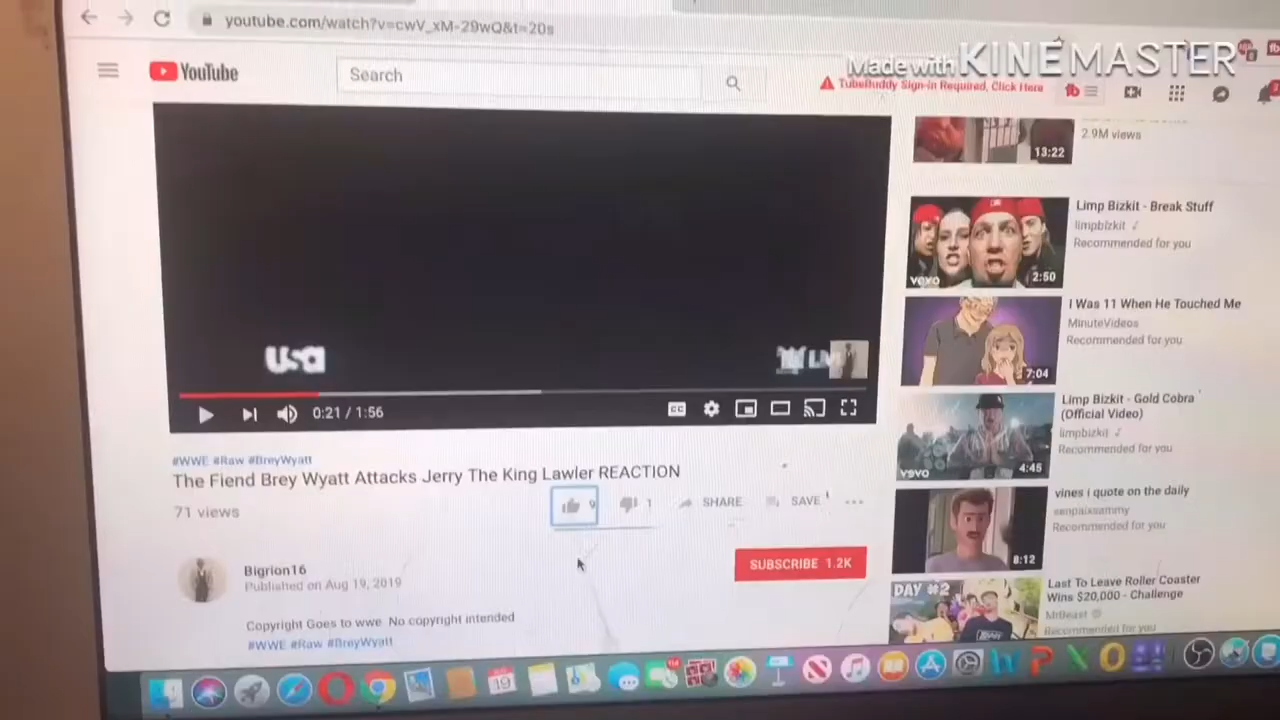 youtube.com/watch?v=cwV_xM-29wQ&t=20s
Made with KINEMASTER
YouTube
Search
TubeBuddy Sign-in Required, Click Here
2.9M views
13:22
Limp Bizkit - Break Stuff
limpbizkit
Recommended for you
vevo
2:50
I Was 11 When He Touched Me
MinuteVideos
Recommended for you
7:04
usa
LIV
CC
0:21 / 1:56
Limp Bizkit - Gold Cobra
(Official Video)
limpbizkit
Recommended for you
vevo
4:45
#WWE #Raw #BreyWyatt
The Fiend Brey Wyatt Attacks Jerry The King Lawler REACTION
71 views
9
1
SHARE
SAVE
vines i quote on the daily
senpaixsammy
Recommended for you
8:12
Bigrion16
Published on Aug 19, 2019
SUBSCRIBE 1.2K
Last To Leave Roller Coaster
Wins $20,000 - Challenge
MrBeast
Recommended for you
DAY #2
Copyright Goes to wwe No copyright intended
#WWE #Raw #BreyWyatt
19